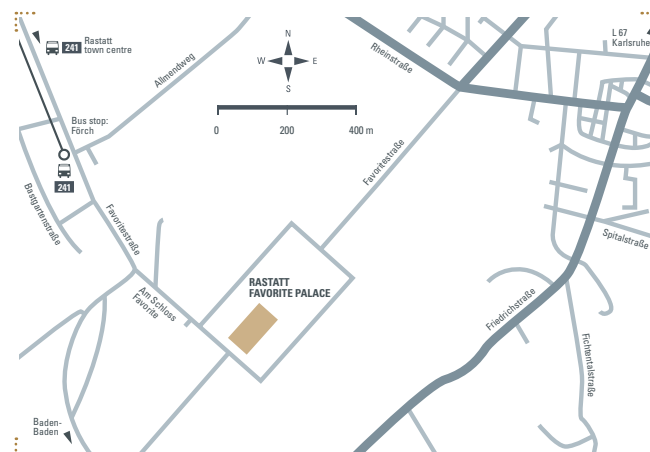 241 Rastatt
town centre
Allmendweg
N
W E
S
Rheinstraße
L 67
Karlsruhe
0 200 400 m
Bus stop:
Förch
241
Bastgartenstraße
Favoritestraße
Favoritestraße
Am Schloss
Favorite
RASTATT
FAVORITE PALACE
Spitalstraße
Friedrichstraße
Fichtentalstraße
Baden-
Baden